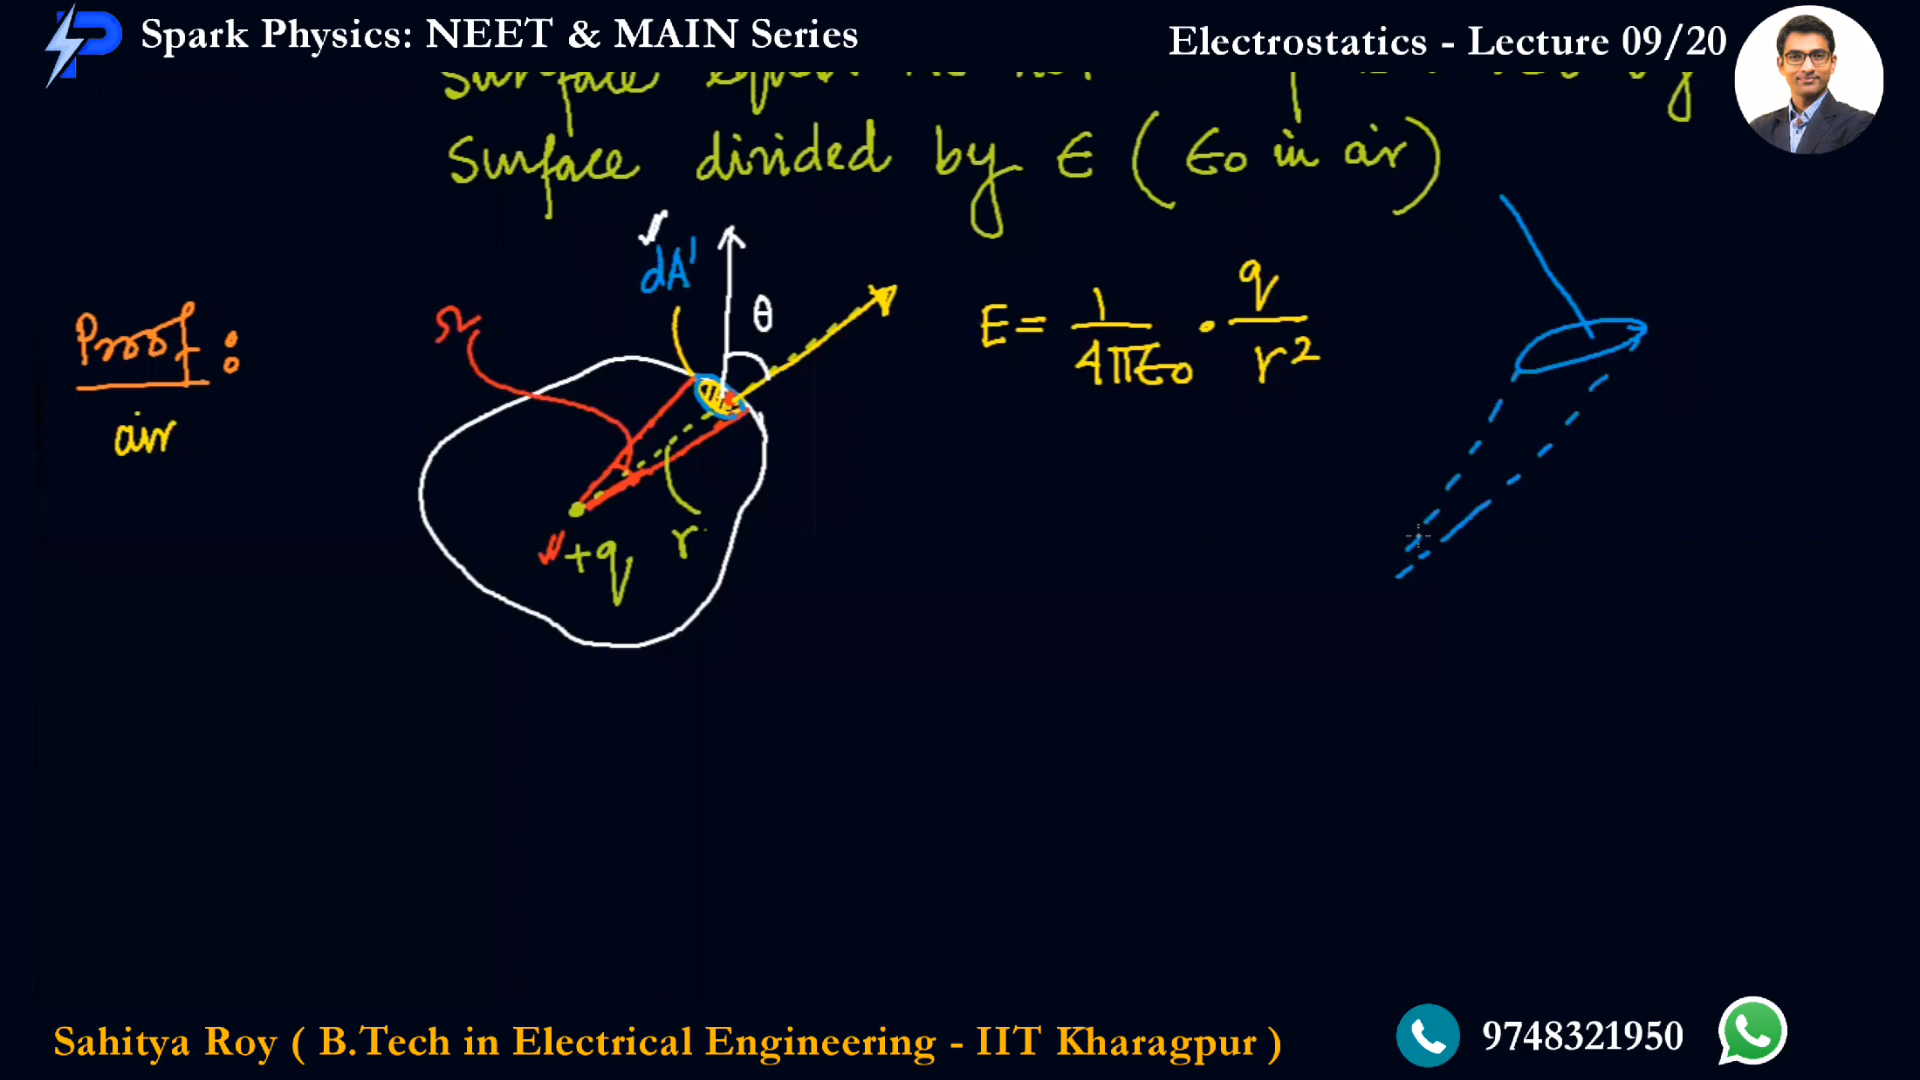 Spark Physics: NEET & MAIN Series
Electrostatics - Lecture 09/20
Surface
Surface divided by ϵ ( ϵ0 in air )
Proof :
air
Ω
dA'
θ
E = 1/4πϵ0 · q/r²
+q
r
Sahitya Roy ( B.Tech in Electrical Engineering - IIT Kharagpur )
9748321950